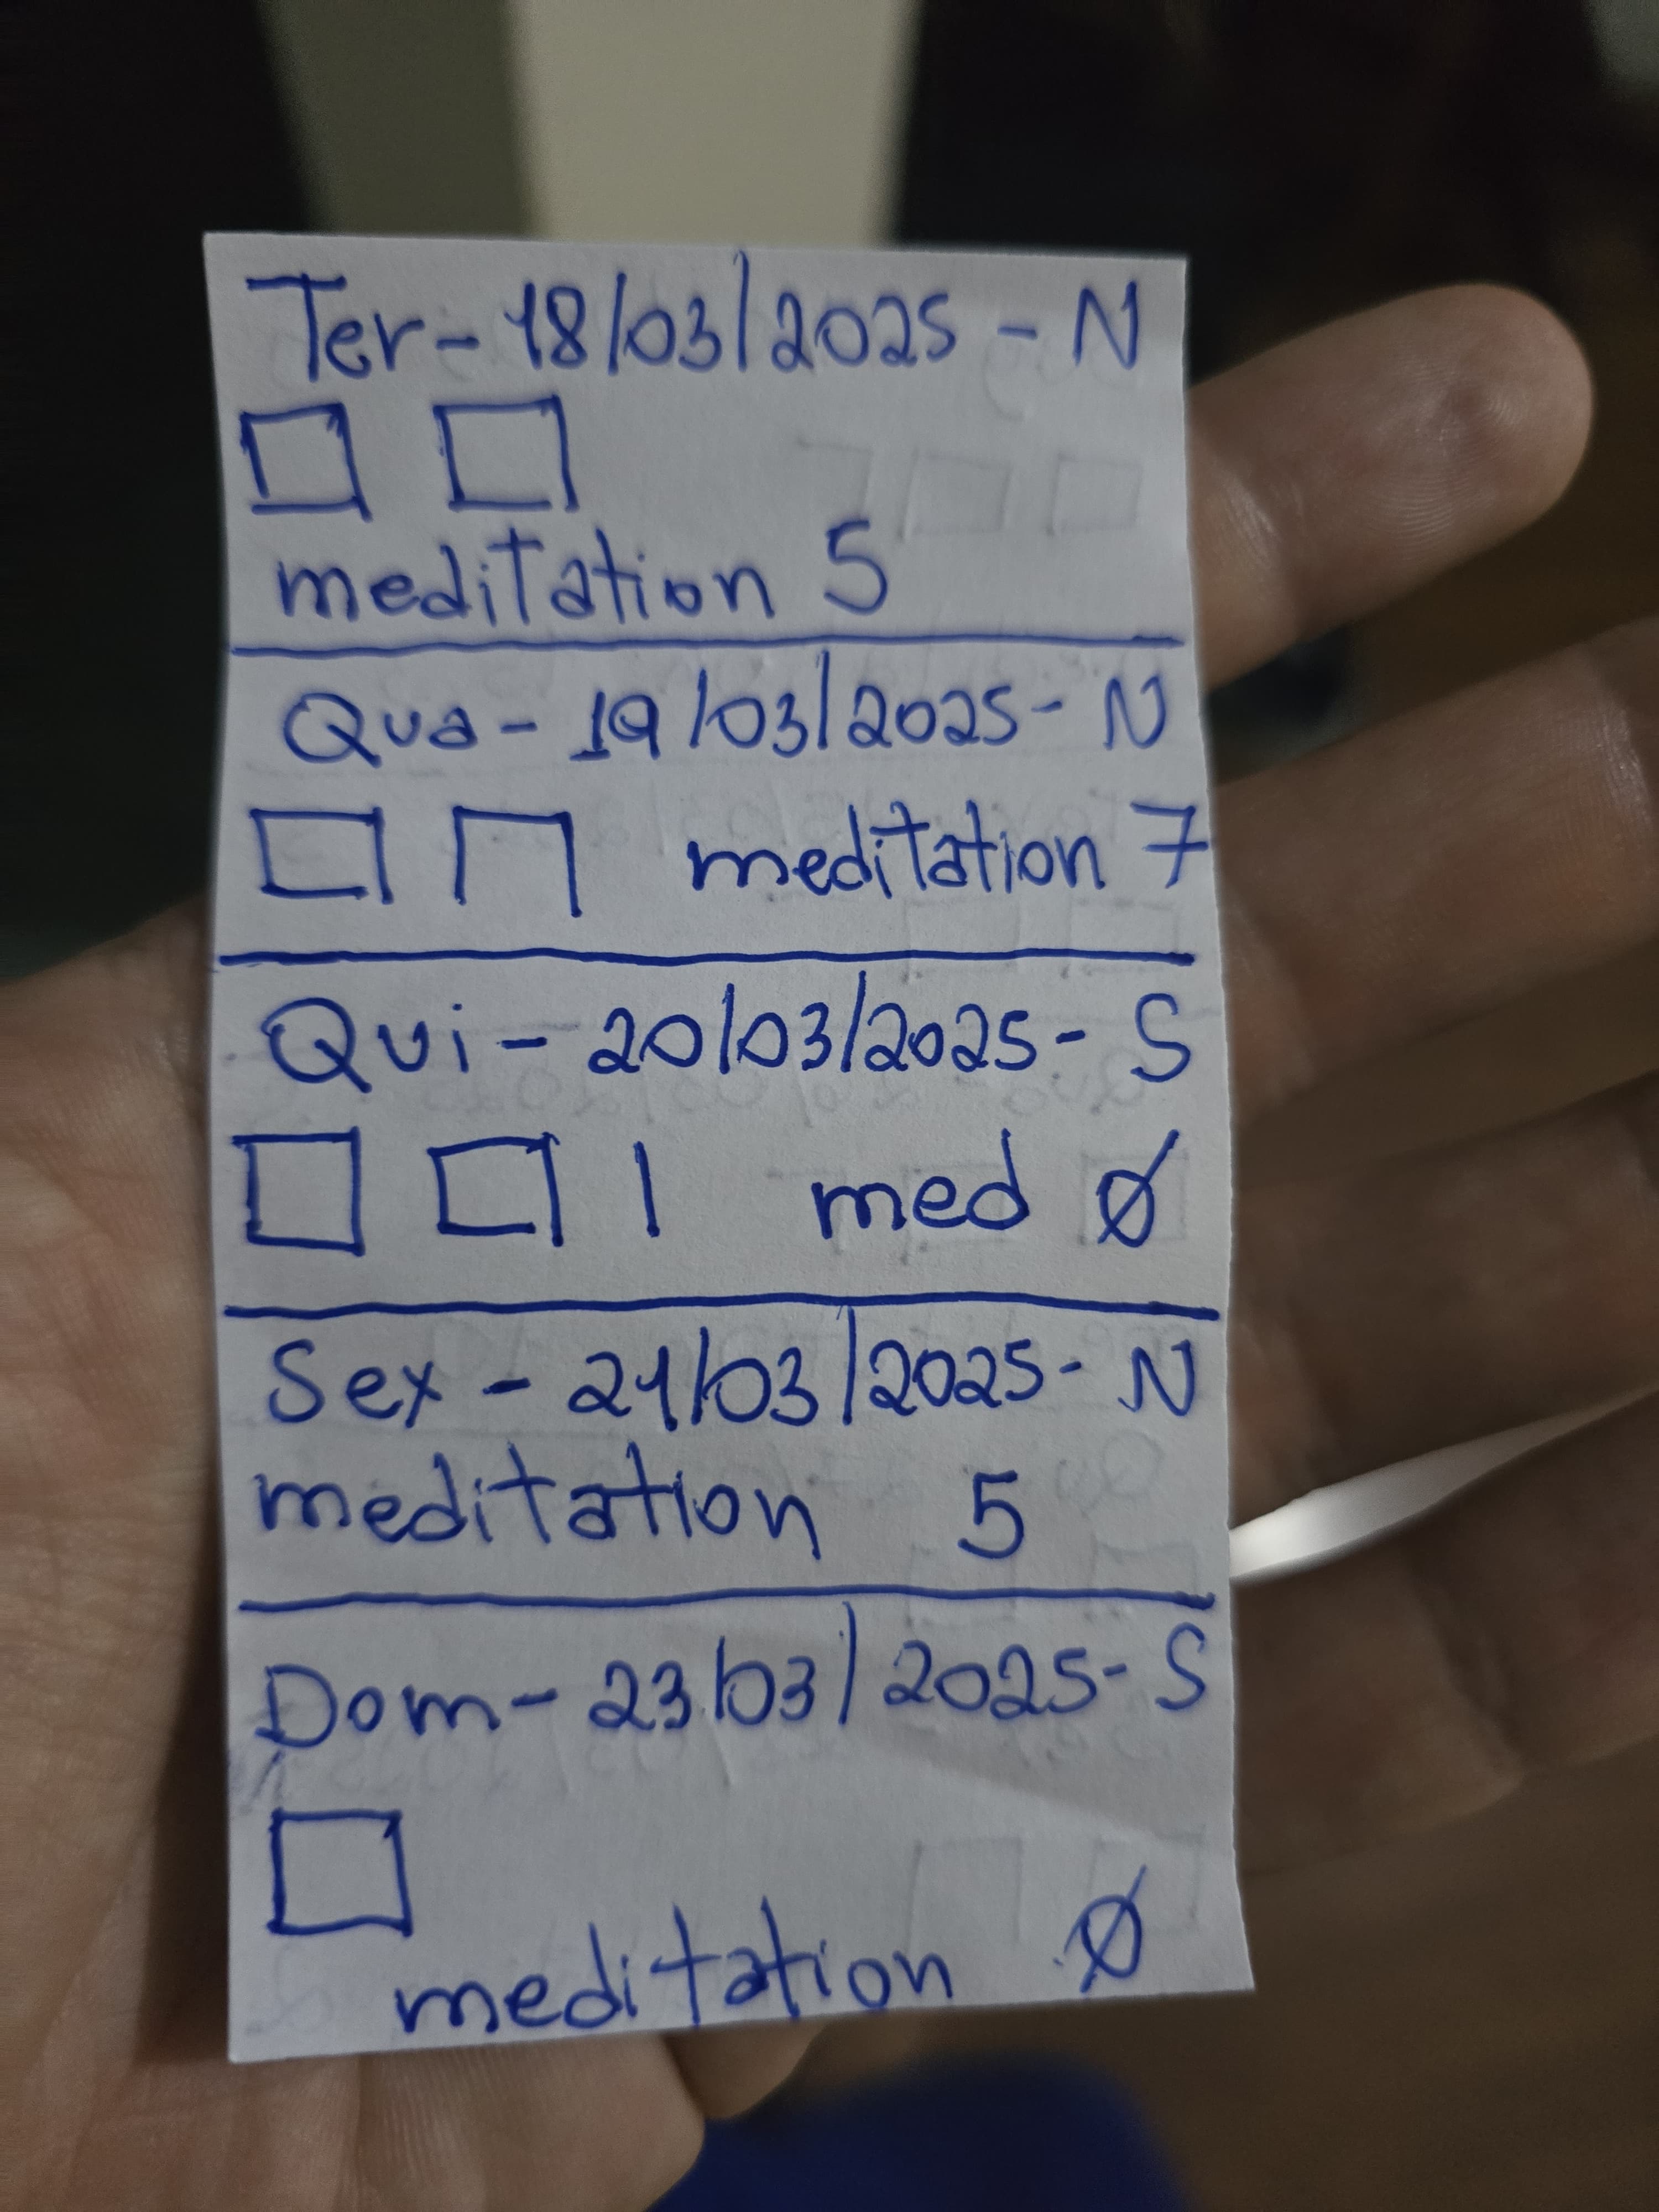 Ter - 18/03/2025 - N
meditation 5
Qua - 19/03/2025 - N
meditation 7
Qui - 20/03/2025 - S
med Ø
Sex - 21/03/2025 - N
meditation 5
Dom - 23/03/2025 - S
meditation Ø